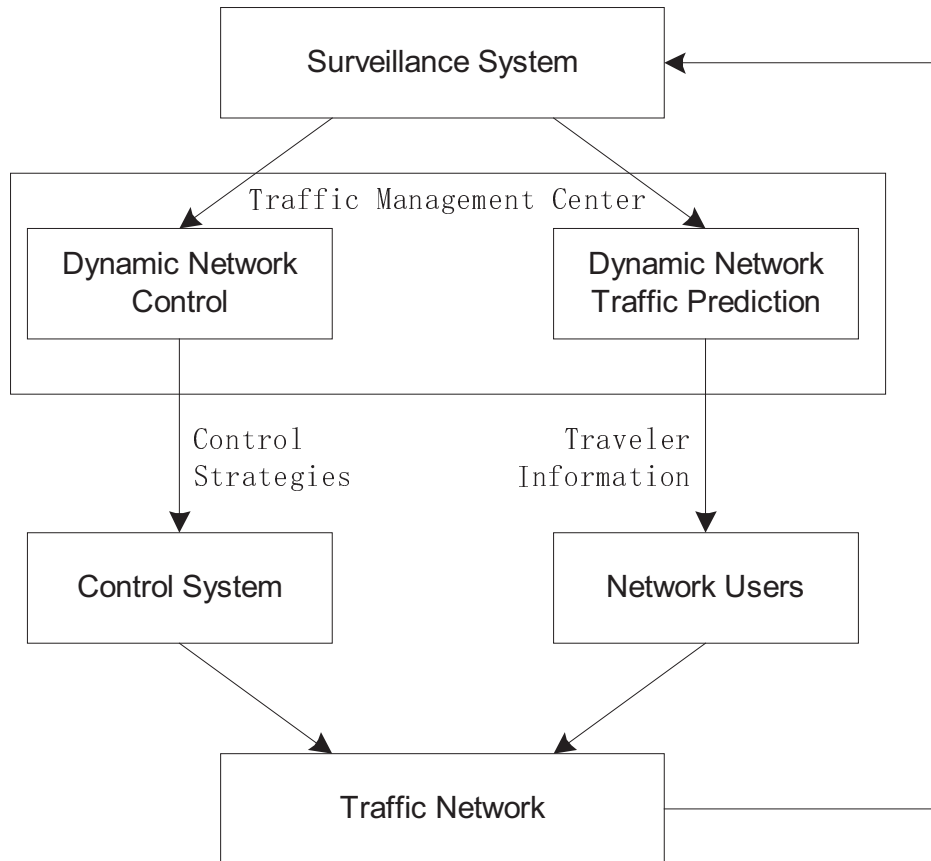 Surveillance System
Traffic Management Center
Dynamic Network
Control
Dynamic Network
Traffic Prediction
Control
Strategies
Traveler
Information
Control System
Network Users
Traffic Network